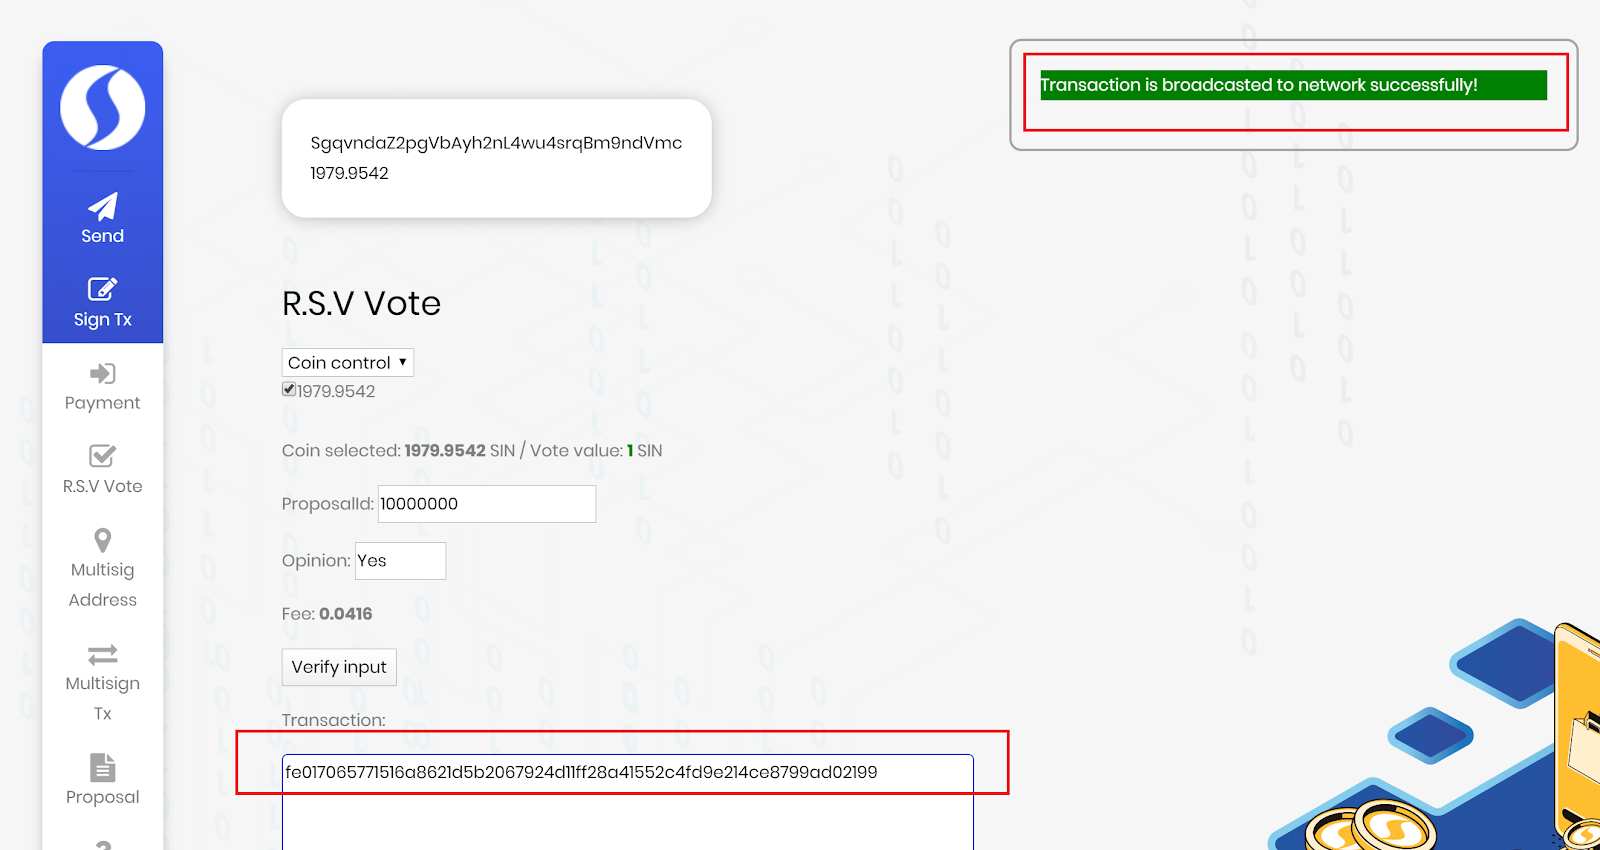 Transaction is broadcasted to network successfully!
SgqvndaZ2pgVbAyh2nL4wu4srqBm9ndVmc
1979.9542
Send
Sign Tx
Payment
R.S.V Vote
Multisig
Address
Multisign
Tx
Proposal
R.S.V Vote
Coin control
1979.9542
Coin selected: 1979.9542 SIN / Vote value: 1 SIN
ProposalId: 10000000
Opinion: Yes
Fee: 0.0416
Verify input
Transaction:
fe017065771516a8621d5b2067924d11ff28a41552c4fd9e214ce8799ad02199